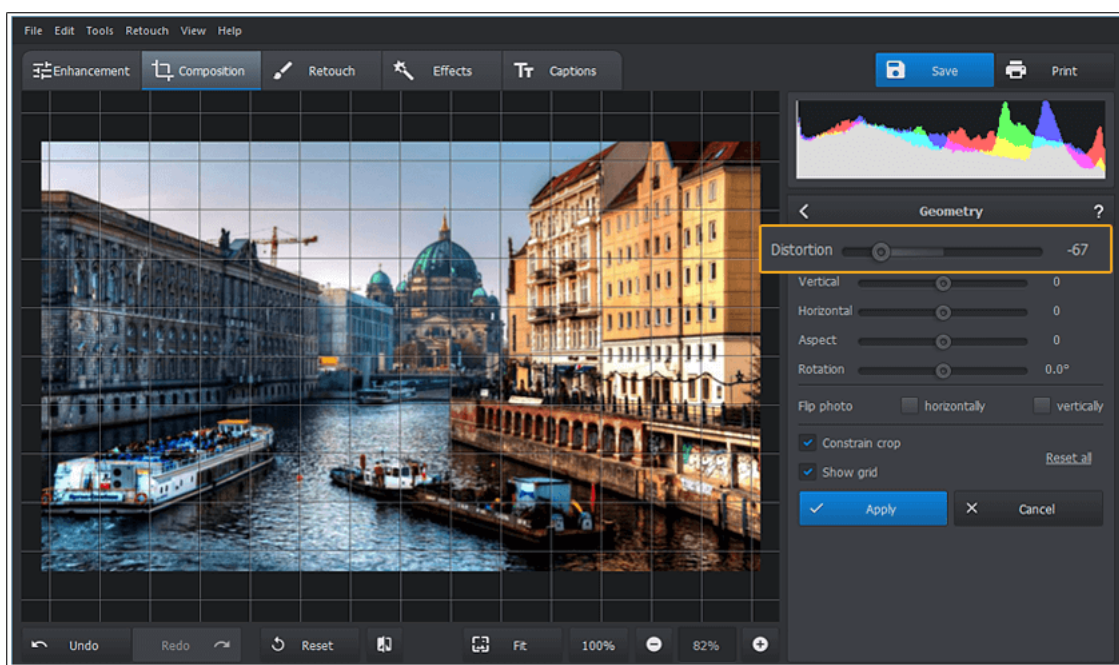 File Edit Tools Retouch View Help
Enhancement Composition Retouch Effects Captions Save Print
Geometry ?
Distortion -67
Vertical 0
Horizontal 0
Aspect 0
Rotation 0.0°
Flip photo horizontally vertically
Constrain crop
Reset all
Show grid
Apply Cancel
Undo Redo Reset Fit 100% 82%